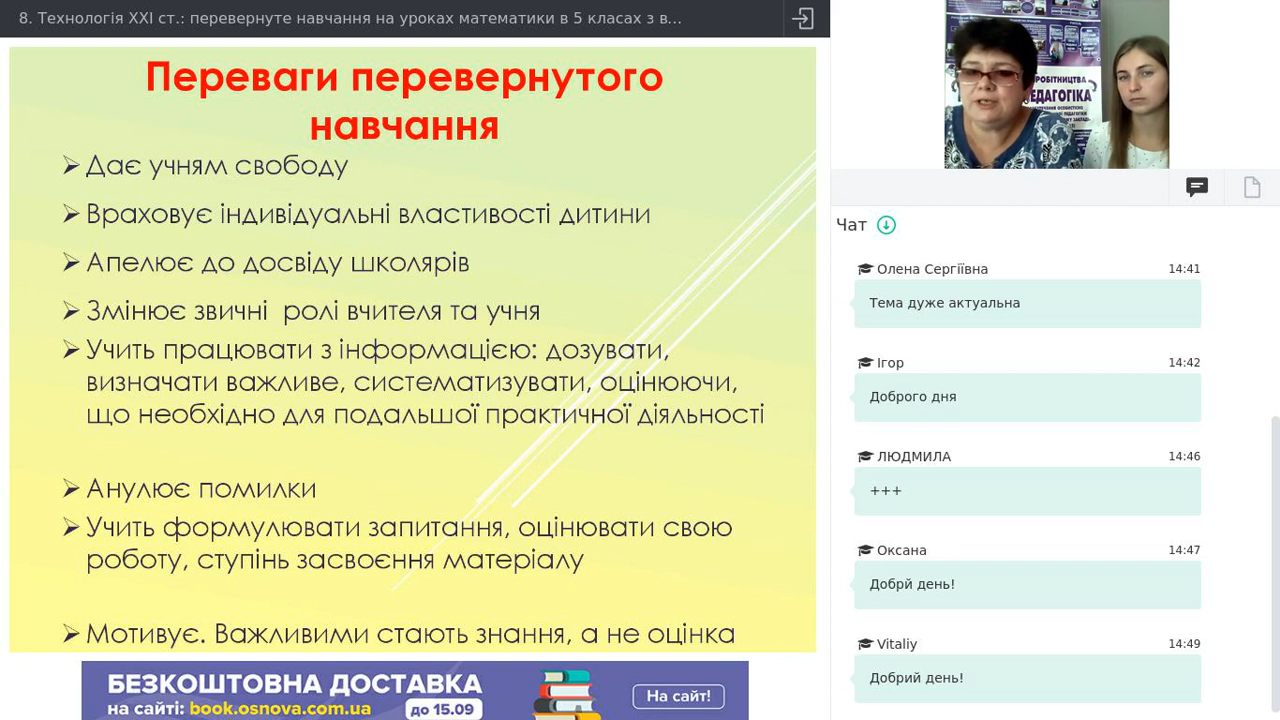 8. Технологія XXI ст.: перевернуте навчання на уроках математики в 5 класах з в...
Переваги перевернутого
навчання
Дає учням свободу
Враховує індивідуальні властивості дитини
Апелює до досвіду школярів
Змінює звичні ролі вчителя та учня
Учить працювати з інформацією: дозувати,
визначати важливе, систематизувати, оцінюючи,
що необхідно для подальшої практичної діяльності
Анулює помилки
Учить формулювати запитання, оцінювати свою
роботу, ступінь засвоєння матеріалу
Мотивує. Важливими стають знання, а не оцінка
БЕЗКОШТОВНА ДОСТАВКА
на сайті: book.osnova.com.ua
до 15.09
На сайт!
РОБІТНИЦТВА
ЕДАГОГІКА
Чат
Олена Сергіївна 14:41
Тема дуже актуальна
Ігор 14:42
Доброго дня
ЛЮДМИЛА 14:46
+++
Оксана 14:47
Добрй день!
Vitaliy 14:49
Добрий день!